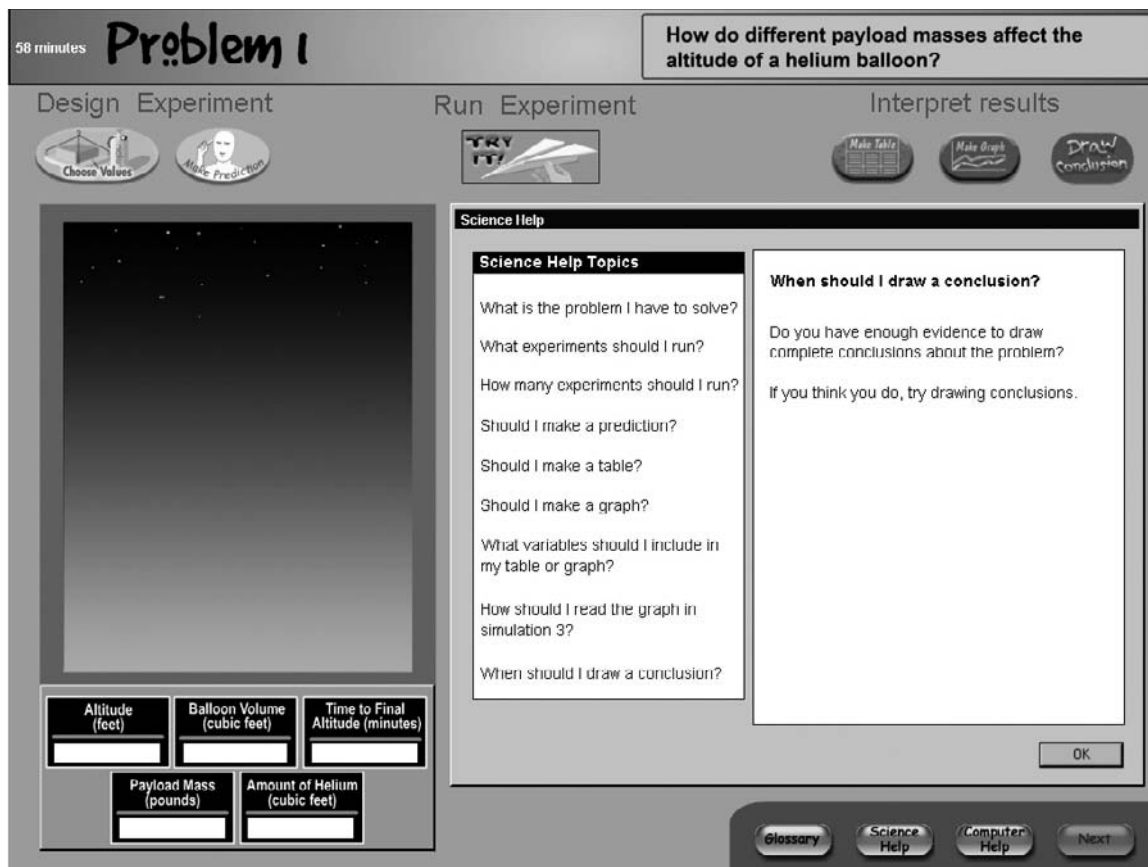 58 minutes
Problem 1
How do different payload masses affect the
altitude of a helium balloon?
Design Experiment
Run Experiment
Interpret results
Choose Values
Make Prediction
TRY
IT!
Make Table
Make Graph
Draw
Conclusion
Science Help
Science Help Topics
What is the problem I have to solve?
What experiments should I run?
How many experiments should I run?
Should I make a prediction?
Should I make a table?
Should I make a graph?
What variables should I include in
my table or graph?
How should I read the graph in
simulation 3?
When should I draw a conclusion?
When should I draw a conclusion?
Do you have enough evidence to draw
complete conclusions about the problem?
If you think you do, try drawing conclusions.
OK
Altitude
(feet)
Balloon Volume
(cubic feet)
Time to Final
Altitude (minutes)
Payload Mass
(pounds)
Amount of Helium
(cubic feet)
Glossary
Science
Help
Computer
Help
Next